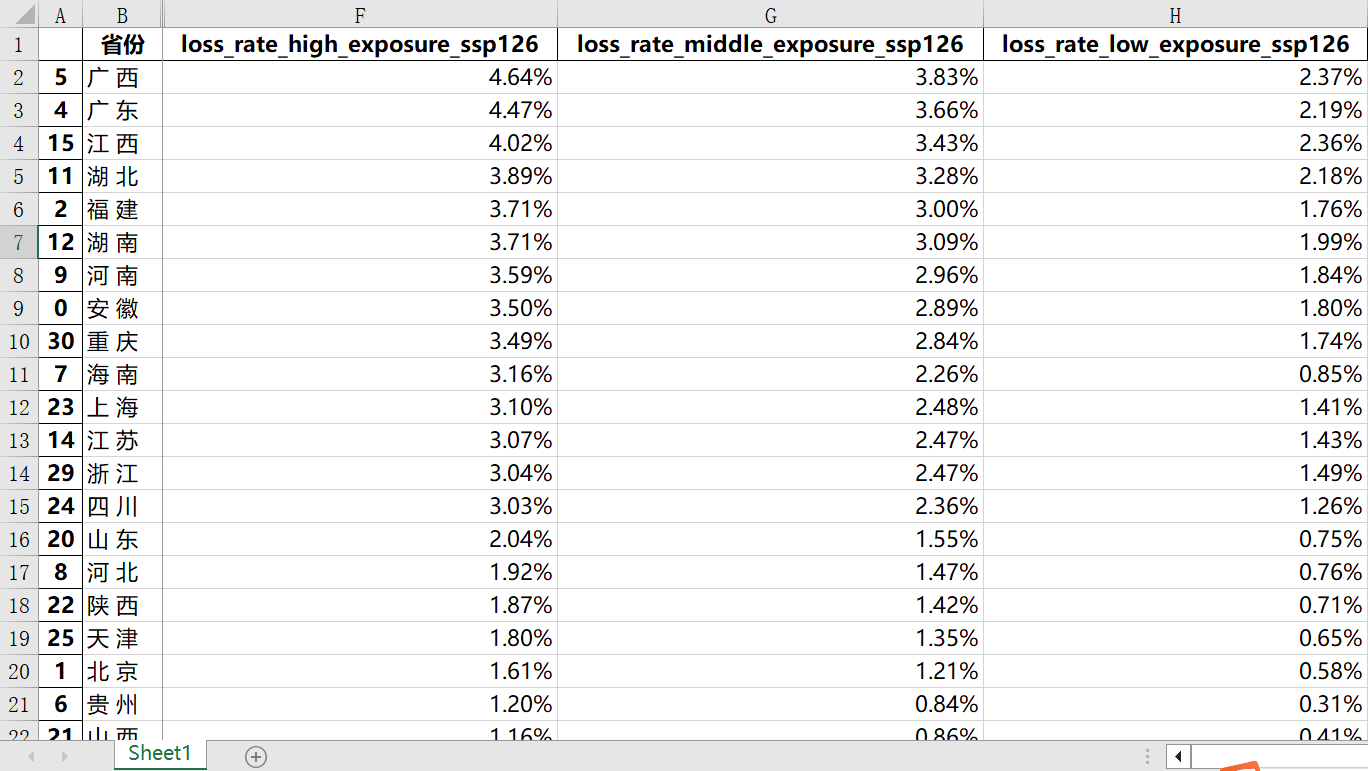 A B F G H
1 省份 loss_rate_high_exposure_ssp126 loss_rate_middle_exposure_ssp126 loss_rate_low_exposure_ssp126
2 5 广西 4.64% 3.83% 2.37%
3 4 广东 4.47% 3.66% 2.19%
4 15 江西 4.02% 3.43% 2.36%
5 11 湖北 3.89% 3.28% 2.18%
6 2 福建 3.71% 3.00% 1.76%
7 12 湖南 3.71% 3.09% 1.99%
8 9 河南 3.59% 2.96% 1.84%
9 0 安徽 3.50% 2.89% 1.80%
10 30 重庆 3.49% 2.84% 1.74%
11 7 海南 3.16% 2.26% 0.85%
12 23 上海 3.10% 2.48% 1.41%
13 14 江苏 3.07% 2.47% 1.43%
14 29 浙江 3.04% 2.47% 1.49%
15 24 四川 3.03% 2.36% 1.26%
16 20 山东 2.04% 1.55% 0.75%
17 8 河北 1.92% 1.47% 0.76%
18 22 陕西 1.87% 1.42% 0.71%
19 25 天津 1.80% 1.35% 0.65%
20 1 北京 1.61% 1.21% 0.58%
21 6 贵州 1.20% 0.84% 0.31%
22 21 山西 1.16% 0.86% 0.41%
Sheet1